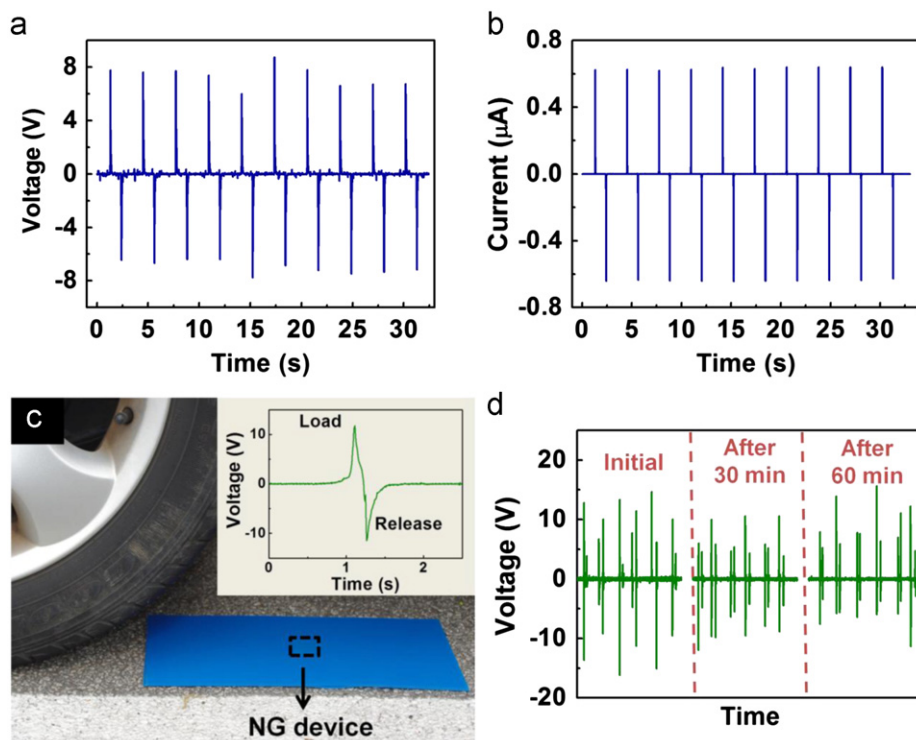 a
8
4
0
-4
-8
Voltage (V)
0 5 10 15 20 25 30
Time (s)
b
0.8
0.4
0.0
-0.4
-0.8
Current (μA)
0 5 10 15 20 25 30
Time (s)
c
Load
Release
10
0
-10
Voltage (V)
0 1 2
Time (s)
NG device
d
Initial
After
30 min
After
60 min
20
10
0
-10
-20
Voltage (V)
Time